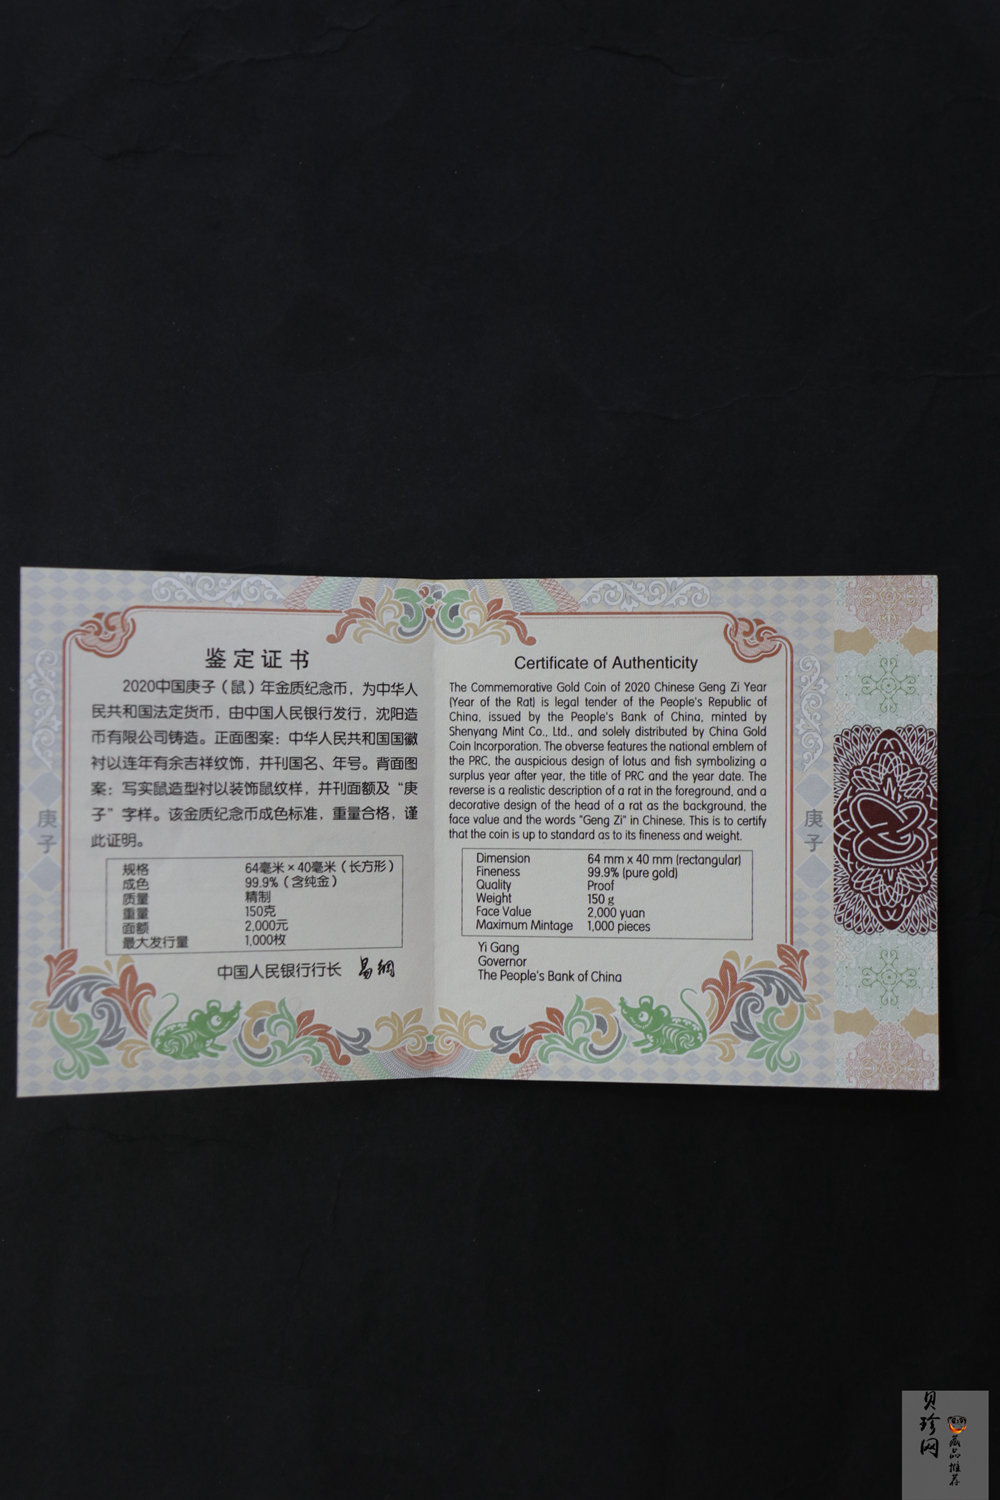 鉴定证书
2020中国庚子（鼠）年金质纪念币，为中华人
民共和国法定货币，由中国人民银行发行，沈阳造
币有限公司铸造。正面图案：中华人民共和国国徽
衬以连年有余吉祥纹饰，并刊国名、年号。背面图
案：写实鼠造型衬以装饰鼠纹样，并刊面额及“庚
子”字样。该金质纪念币成色标准，重量合格，谨
此证明。
规格 64毫米×40毫米（长方形）
成色 99.9%（含纯金）
质量 精制
重量 150克
面额 2,000元
最大发行量 1,000枚
中国人民银行行长 易纲
庚子
Certificate of Authenticity
The Commemorative Gold Coin of 2020 Chinese Geng Zi Year
(Year of the Rat) is legal tender of the People's Republic of
China, issued by the People's Bank of China, minted by
Shenyang Mint Co., Ltd., and solely distributed by China Gold
Coin Incorporation. The obverse features the national emblem of
the PRC, the auspicious design of lotus and fish symbolizing a
surplus year after year, the title of PRC and the year date. The
reverse is a realistic description of a rat in the foreground, and a
decorative design of the head of a rat as the background, the
face value and the words "Geng Zi" in Chinese. This is to certify
that the coin is up to standard as to its fineness and weight.
Dimension 64 mm x 40 mm (rectangular)
Fineness 99.9% (pure gold)
Quality Proof
Weight 150 g
Face Value 2,000 yuan
Maximum Mintage 1,000 pieces
Yi Gang
Governor
The People's Bank of China
庚子
贝珍网
藏品推荐